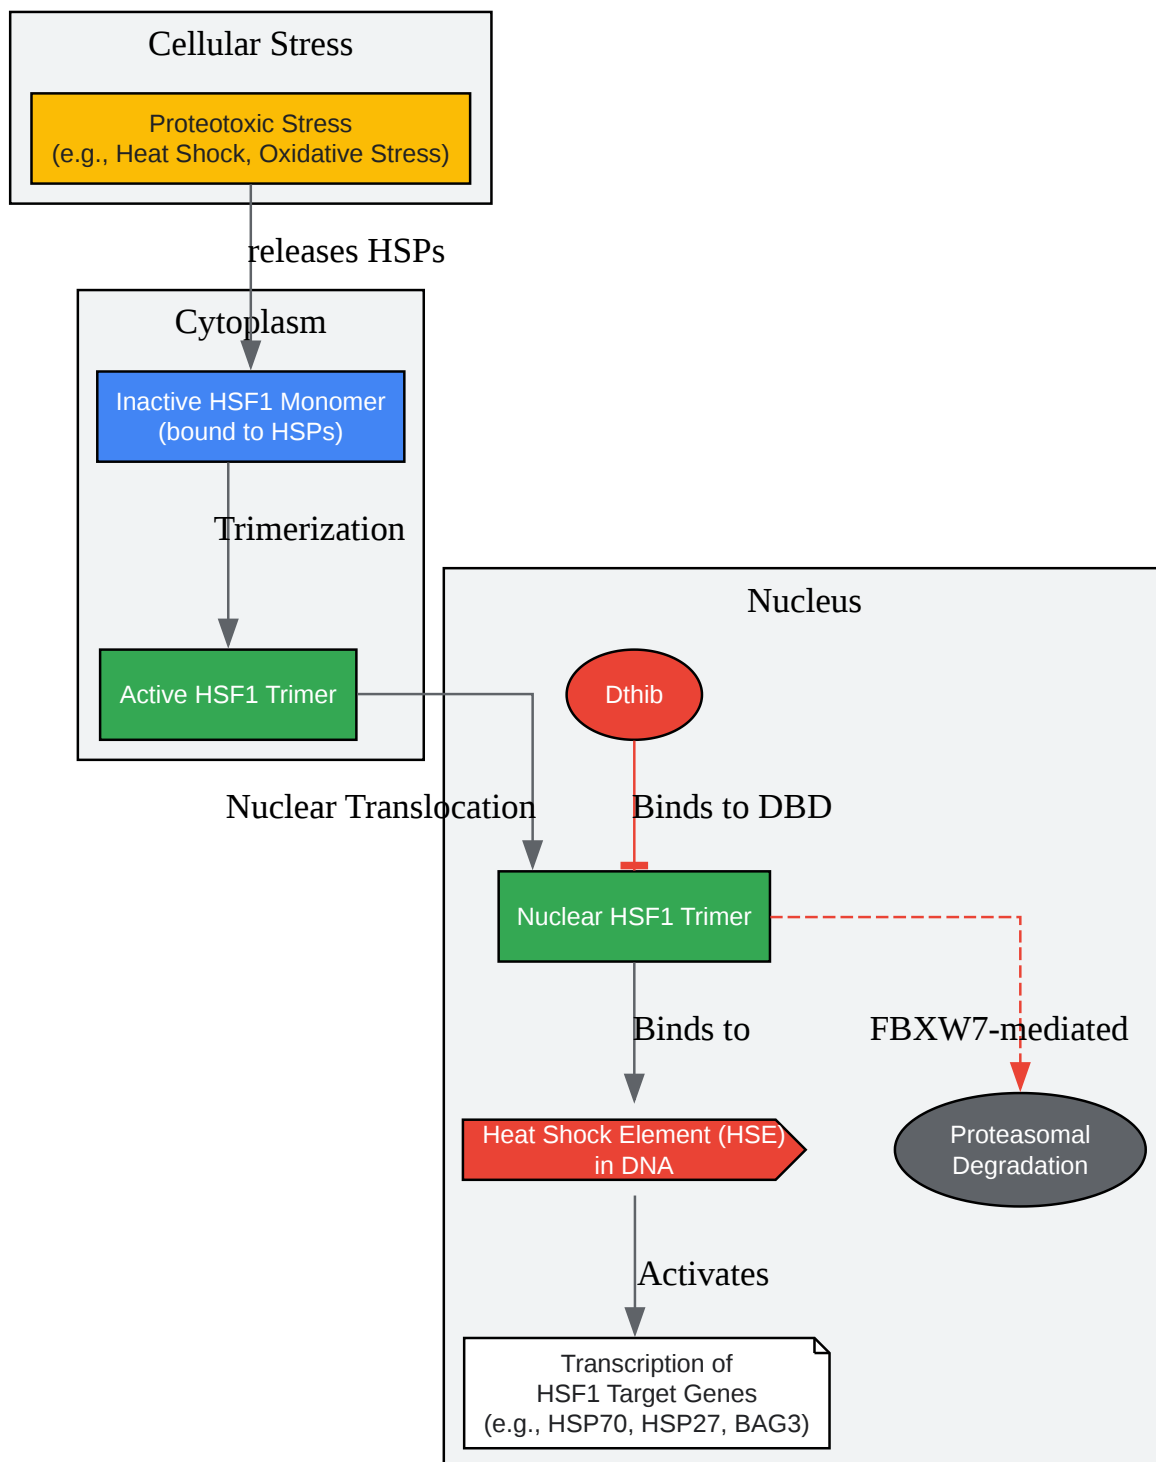 Cellular Stress
Proteotoxic Stress
(e.g., Heat Shock, Oxidative Stress)
releases HSPs
Cytoplasm
Inactive HSF1 Monomer
(bound to HSPs)
Trimerization
Nucleus
Active HSF1 Trimer
Dthib
Nuclear Translocation
Binds to DBD
Nuclear HSF1 Trimer
Binds to
FBXW7-mediated
Heat Shock Element (HSE)
in DNA
Proteasomal
Degradation
Activates
Transcription of
HSF1 Target Genes
(e.g., HSP70, HSP27, BAG3)